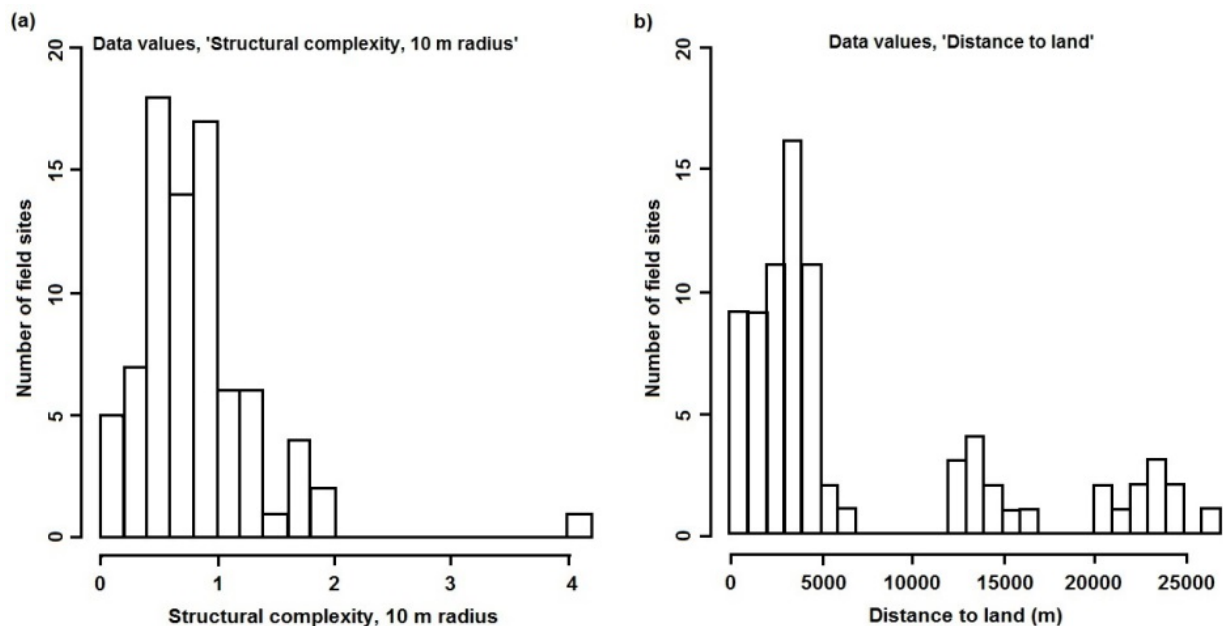 (a)
Data values, 'Structural complexity, 10 m radius'
20
15
10
5
0
Number of field sites
0 1 2 3 4
Structural complexity, 10 m radius
b)
Data values, 'Distance to land'
20
15
10
5
0
Number of field sites
0 5000 10000 15000 20000 25000
Distance to land (m)